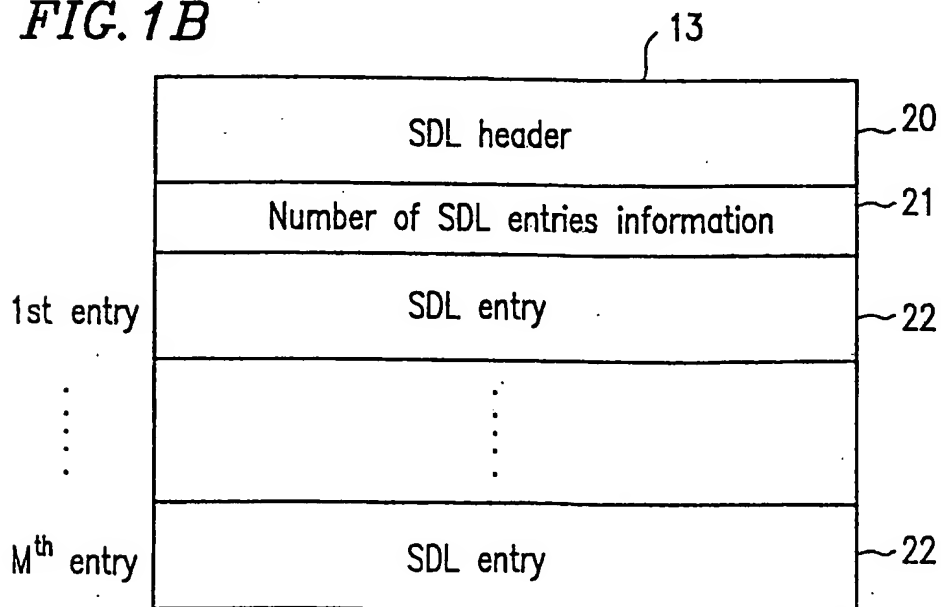 FIG. 1B
13
SDL header
20
Number of SDL entries information
21
1st entry
SDL entry
22
Mth entry
SDL entry
22